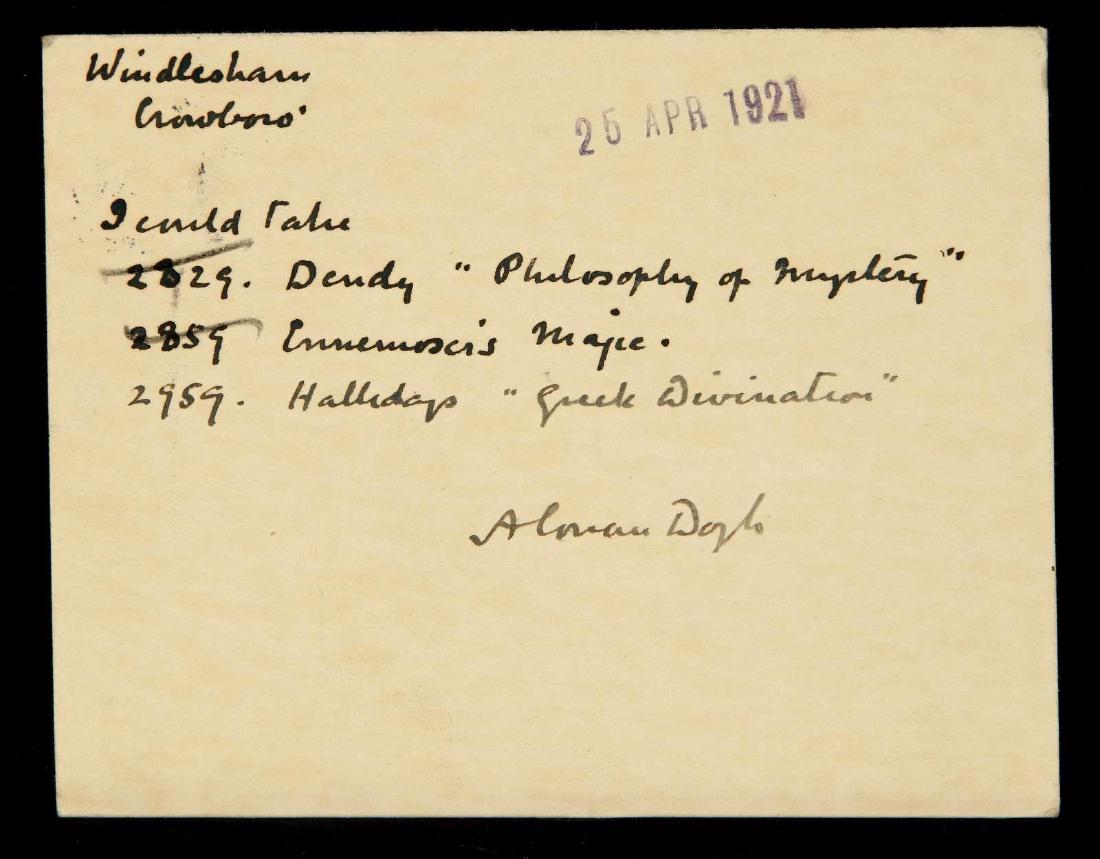 Windlesham
Crowboro'
25 APR 1921
I could take
2829. Dendy "Philosophy of Mystery"
2859 Ennemoser's Magic.
2959. Hallidays "Greek Divination"
A Conan Doyle